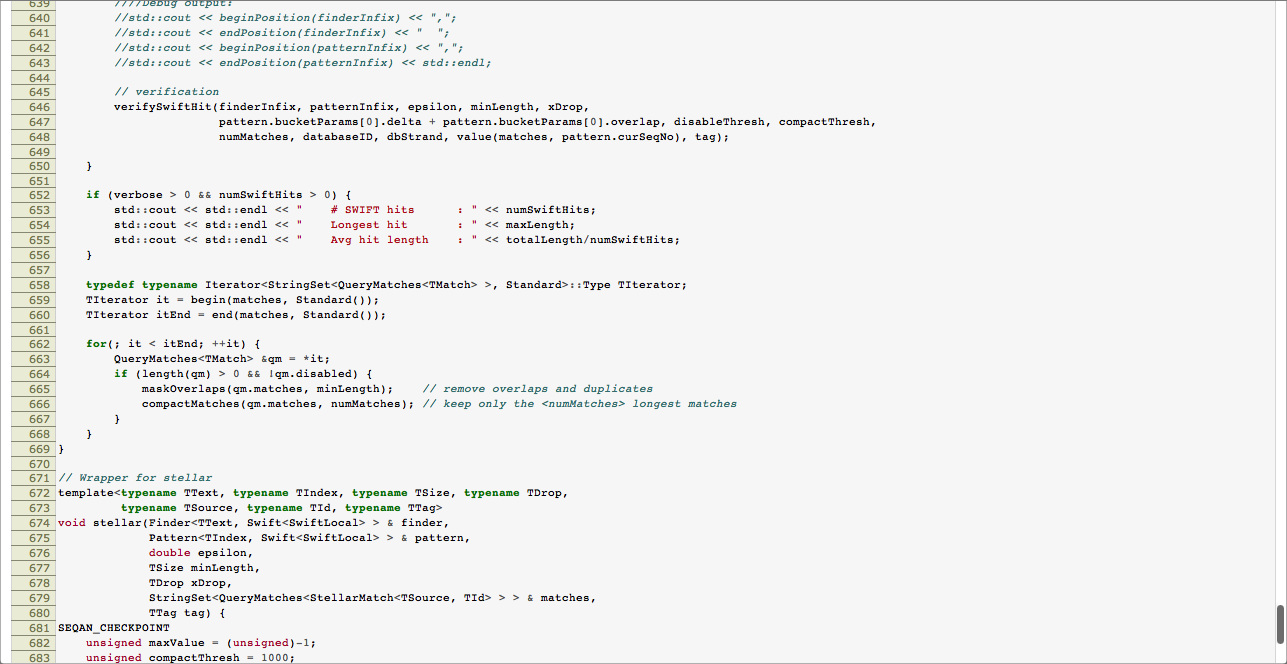 639         ////Debug output:
640         //std::cout << beginPosition(finderInfix) << ",";
641         //std::cout << endPosition(finderInfix) << "  ";
642         //std::cout << beginPosition(patternInfix) << ",";
643         //std::cout << endPosition(patternInfix) << std::endl;
644
645         // verification
646         verifySwiftHit(finderInfix, patternInfix, epsilon, minLength, xDrop,
647                        pattern.bucketParams[0].delta + pattern.bucketParams[0].overlap, disableThresh, compactThresh,
648                        numMatches, databaseID, dbStrand, value(matches, pattern.curSeqNo), tag);
649
650     }
651
652     if (verbose > 0 && numSwiftHits > 0) {
653         std::cout << std::endl << "    # SWIFT hits      : " << numSwiftHits;
654         std::cout << std::endl << "    Longest hit       : " << maxLength;
655         std::cout << std::endl << "    Avg hit length    : " << totalLength/numSwiftHits;
656     }
657
658     typedef typename Iterator<StringSet<QueryMatches<TMatch> >, Standard>::Type TIterator;
659     TIterator it = begin(matches, Standard());
660     TIterator itEnd = end(matches, Standard());
661
662     for(; it < itEnd; ++it) {
663         QueryMatches<TMatch> &qm = *it;
664         if (length(qm) > 0 && !qm.disabled) {
665             maskOverlaps(qm.matches, minLength);    // remove overlaps and duplicates
666             compactMatches(qm.matches, numMatches); // keep only the <numMatches> longest matches
667         }
668     }
669 }
670
671 // Wrapper for stellar
672 template<typename TText, typename TIndex, typename TSize, typename TDrop,
673          typename TSource, typename TId, typename TTag>
674 void stellar(Finder<TText, Swift<SwiftLocal> > & finder,
675              Pattern<TIndex, Swift<SwiftLocal> > & pattern,
676              double epsilon,
677              TSize minLength,
678              TDrop xDrop,
679              StringSet<QueryMatches<StellarMatch<TSource, TId> > > & matches,
680              TTag tag) {
681 SEQAN_CHECKPOINT
682     unsigned maxValue = (unsigned)-1;
683     unsigned compactThresh = 1000;